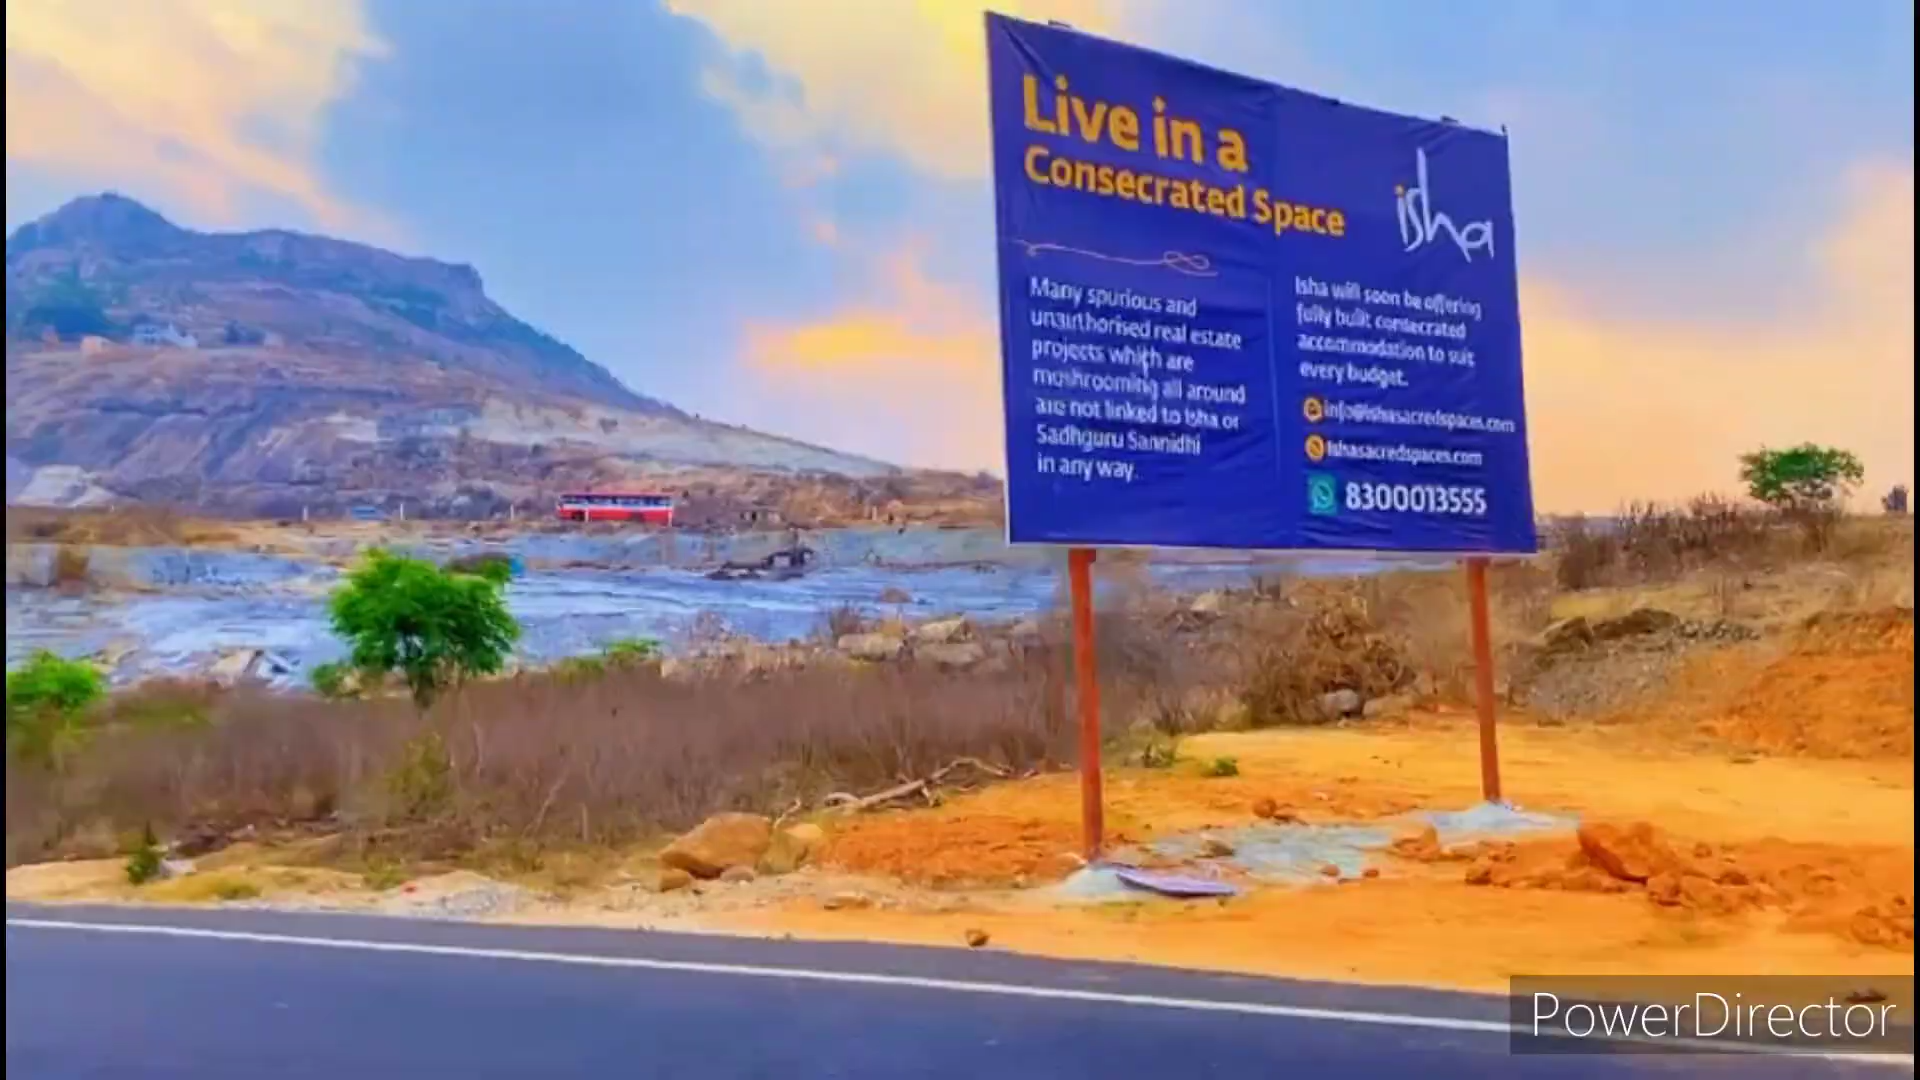 Live in a
Consecrated Space
isha
Many spurious and
unauthorised real estate
projects which are
mushrooming all around
are not linked to Isha or
Sadhguru Sannidhi
in any way.
Isha will soon be offering
fully built consecrated
accommodation to suit
every budget.
info@ishasacredspaces.com
Ishasacredspaces.com
8300013555
PowerDirector